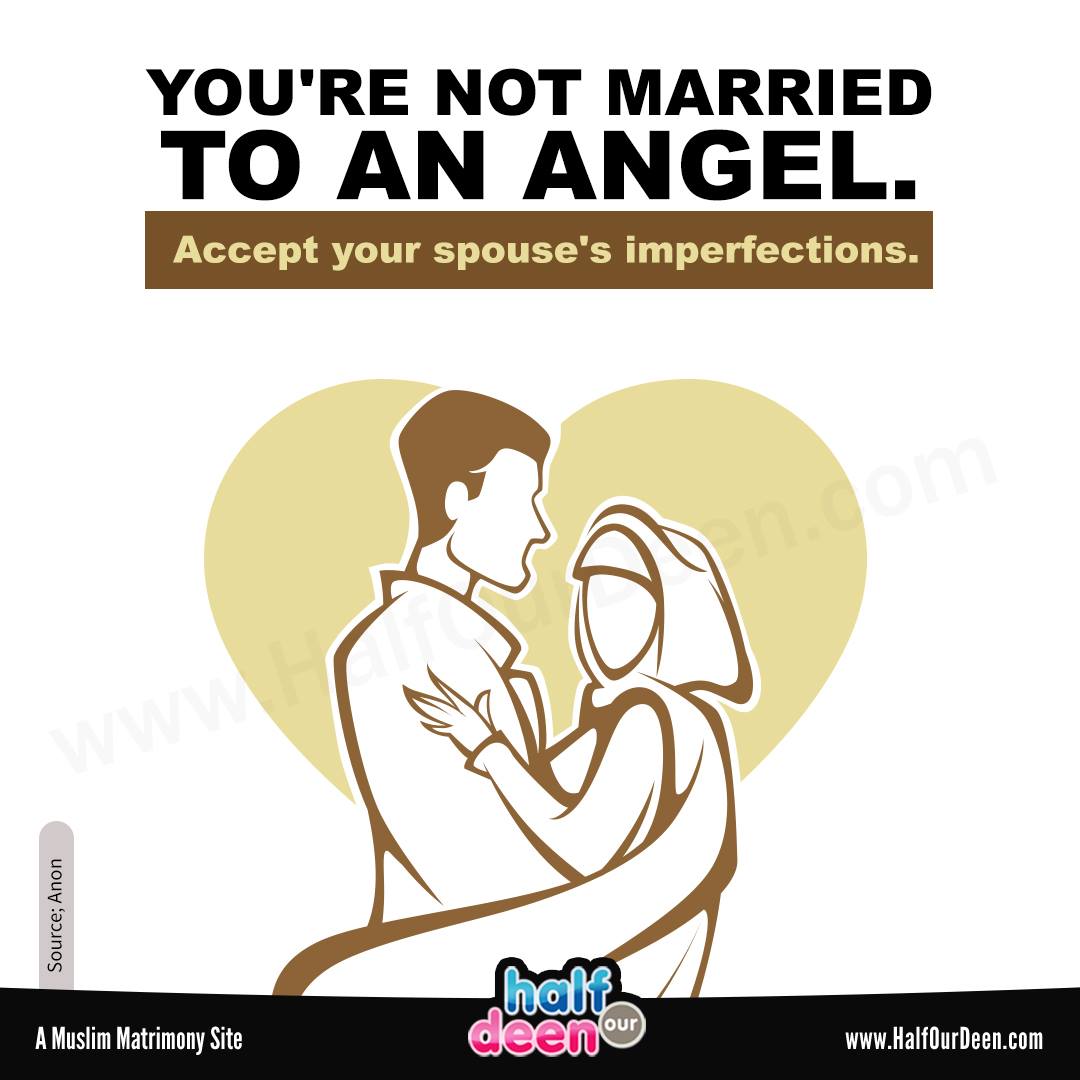 YOU'RE NOT MARRIED
TO AN ANGEL.
Accept your spouse's imperfections.
www.HalfOurDeen.com
Source; Anon
A Muslim Matrimony Site
half
deen our
www.HalfOurDeen.com